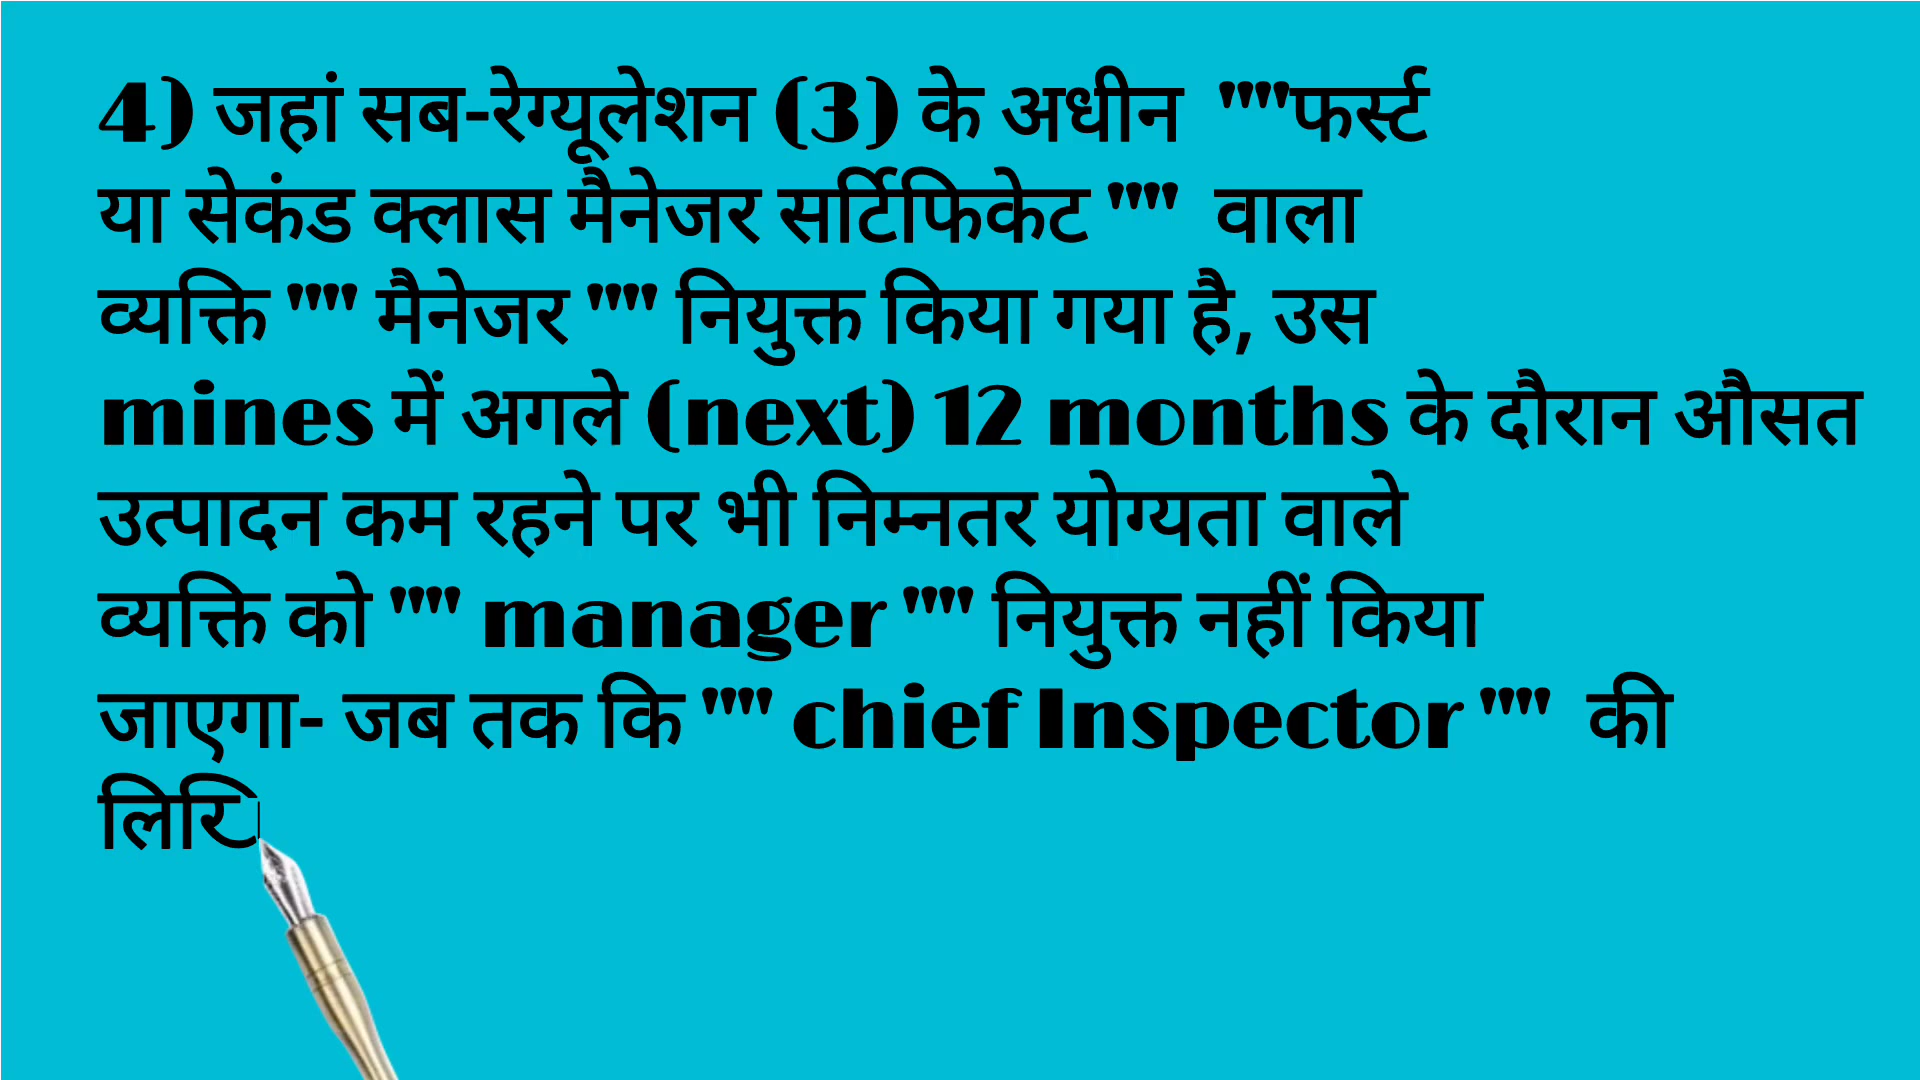 4) जहां सब-रेग्यूलेशन (3) के अधीन  ""फर्स्ट
या सेकंड क्लास मैनेजर सर्टिफिकेट ""  वाला
व्यक्ति "" मैनेजर "" नियुक्त किया गया है, उस
mines में अगले (next) 12 months के दौरान औसत
उत्पादन कम रहने पर भी निम्नतर योग्यता वाले
व्यक्ति को "" manager "" नियुक्त नहीं किया
जाएगा- जब तक कि "" chief Inspector ""  की